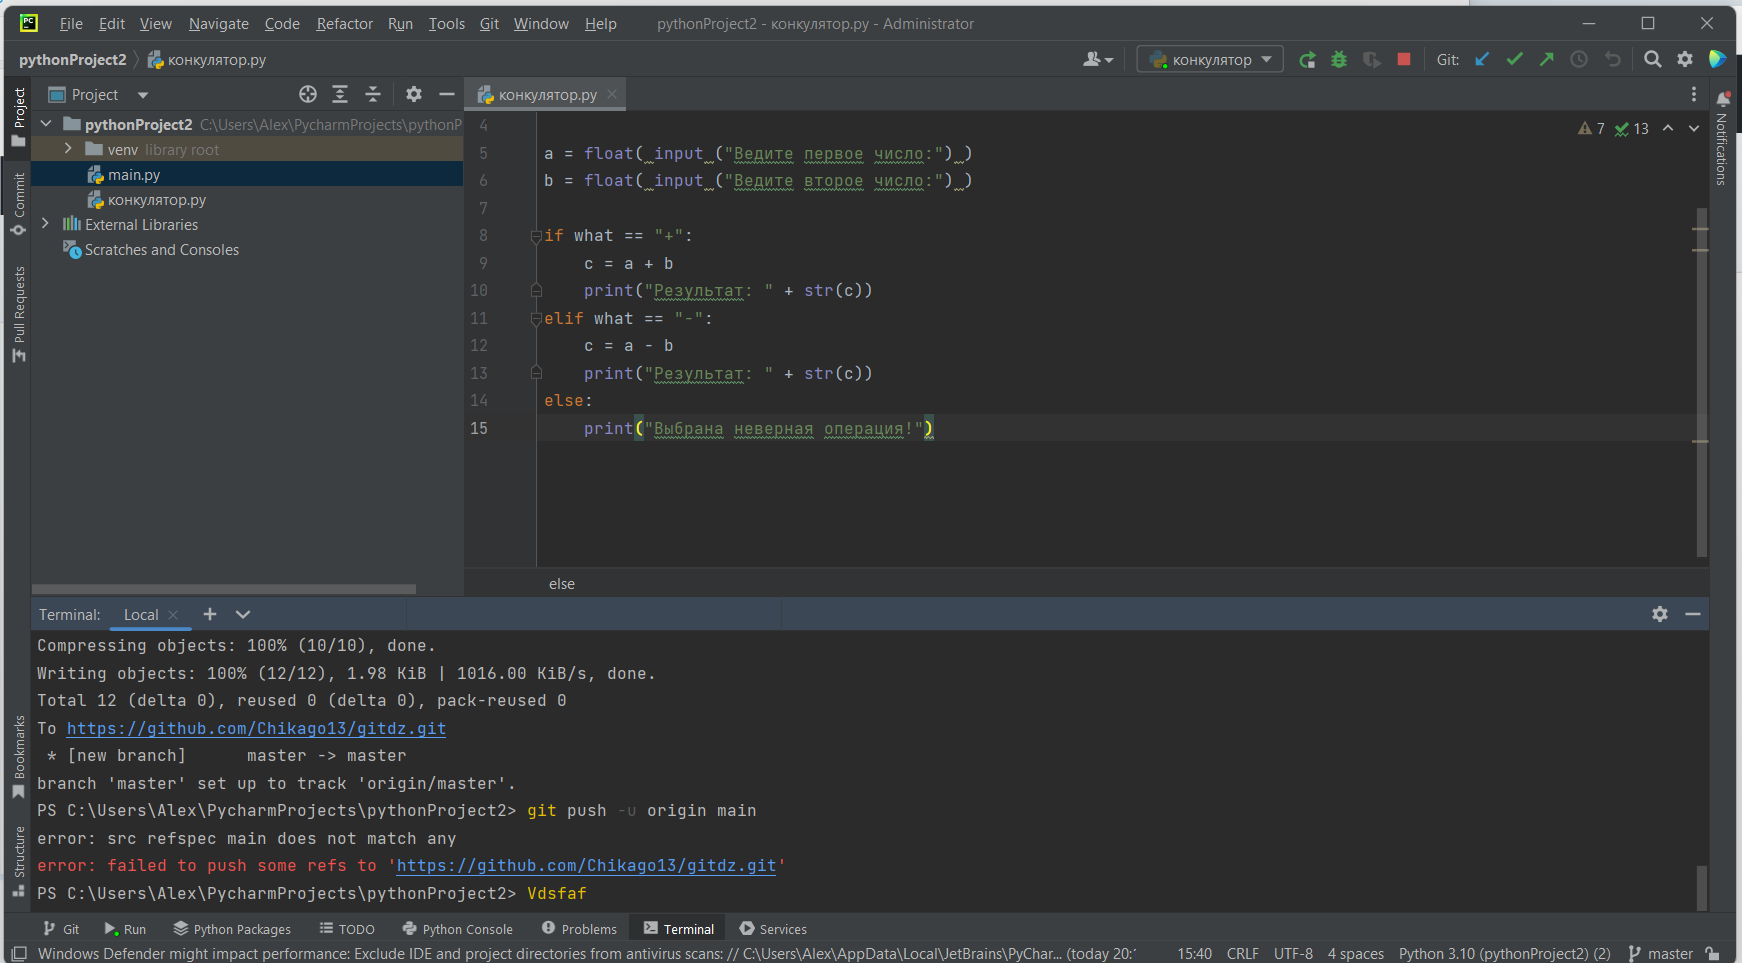 File Edit View Navigate Code Refactor Run Tools Git Window Help pythonProject2 - конкулятор.py - Administrator
pythonProject2 конкулятор.py конкулятор Git:
Project
конкулятор.py
pythonProject2 C:\Users\Alex\PycharmProjects\pythonP
venv library root
main.py
конкулятор.py
External Libraries
Scratches and Consoles
Project
Commit
Pull Requests
Bookmarks
Structure
Notifications
7 13
4
5 a = float( input ("Ведите первое число:") )
6 b = float( input ("Ведите второе число:") )
7
8 if what == "+":
9 c = a + b
10 print("Результат: " + str(c))
11 elif what == "-":
12 c = a - b
13 print("Результат: " + str(c))
14 else:
15 print("Выбрана неверная операция!")
else
Terminal: Local
Compressing objects: 100% (10/10), done.
Writing objects: 100% (12/12), 1.98 KiB | 1016.00 KiB/s, done.
Total 12 (delta 0), reused 0 (delta 0), pack-reused 0
To https://github.com/Chikago13/gitdz.git
* [new branch] master -> master
branch 'master' set up to track 'origin/master'.
PS C:\Users\Alex\PycharmProjects\pythonProject2> git push -u origin main
error: src refspec main does not match any
error: failed to push some refs to 'https://github.com/Chikago13/gitdz.git'
PS C:\Users\Alex\PycharmProjects\pythonProject2> Vdsfaf
Git Run Python Packages TODO Python Console Problems Terminal Services
Windows Defender might impact performance: Exclude IDE and project directories from antivirus scans: // C:\Users\Alex\AppData\Local\JetBrains\PyChar... (today 20: 15:40 CRLF UTF-8 4 spaces Python 3.10 (pythonProject2) (2) master